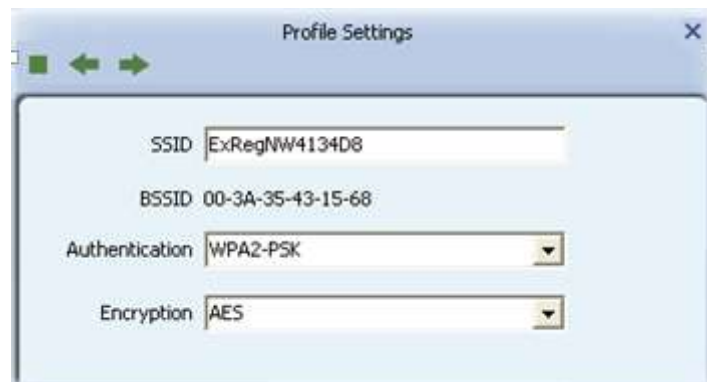 Profile Settings
SSID ExRegNW4134D8
BSSID 00-3A-35-43-15-68
Authentication WPA2-PSK
Encryption AES